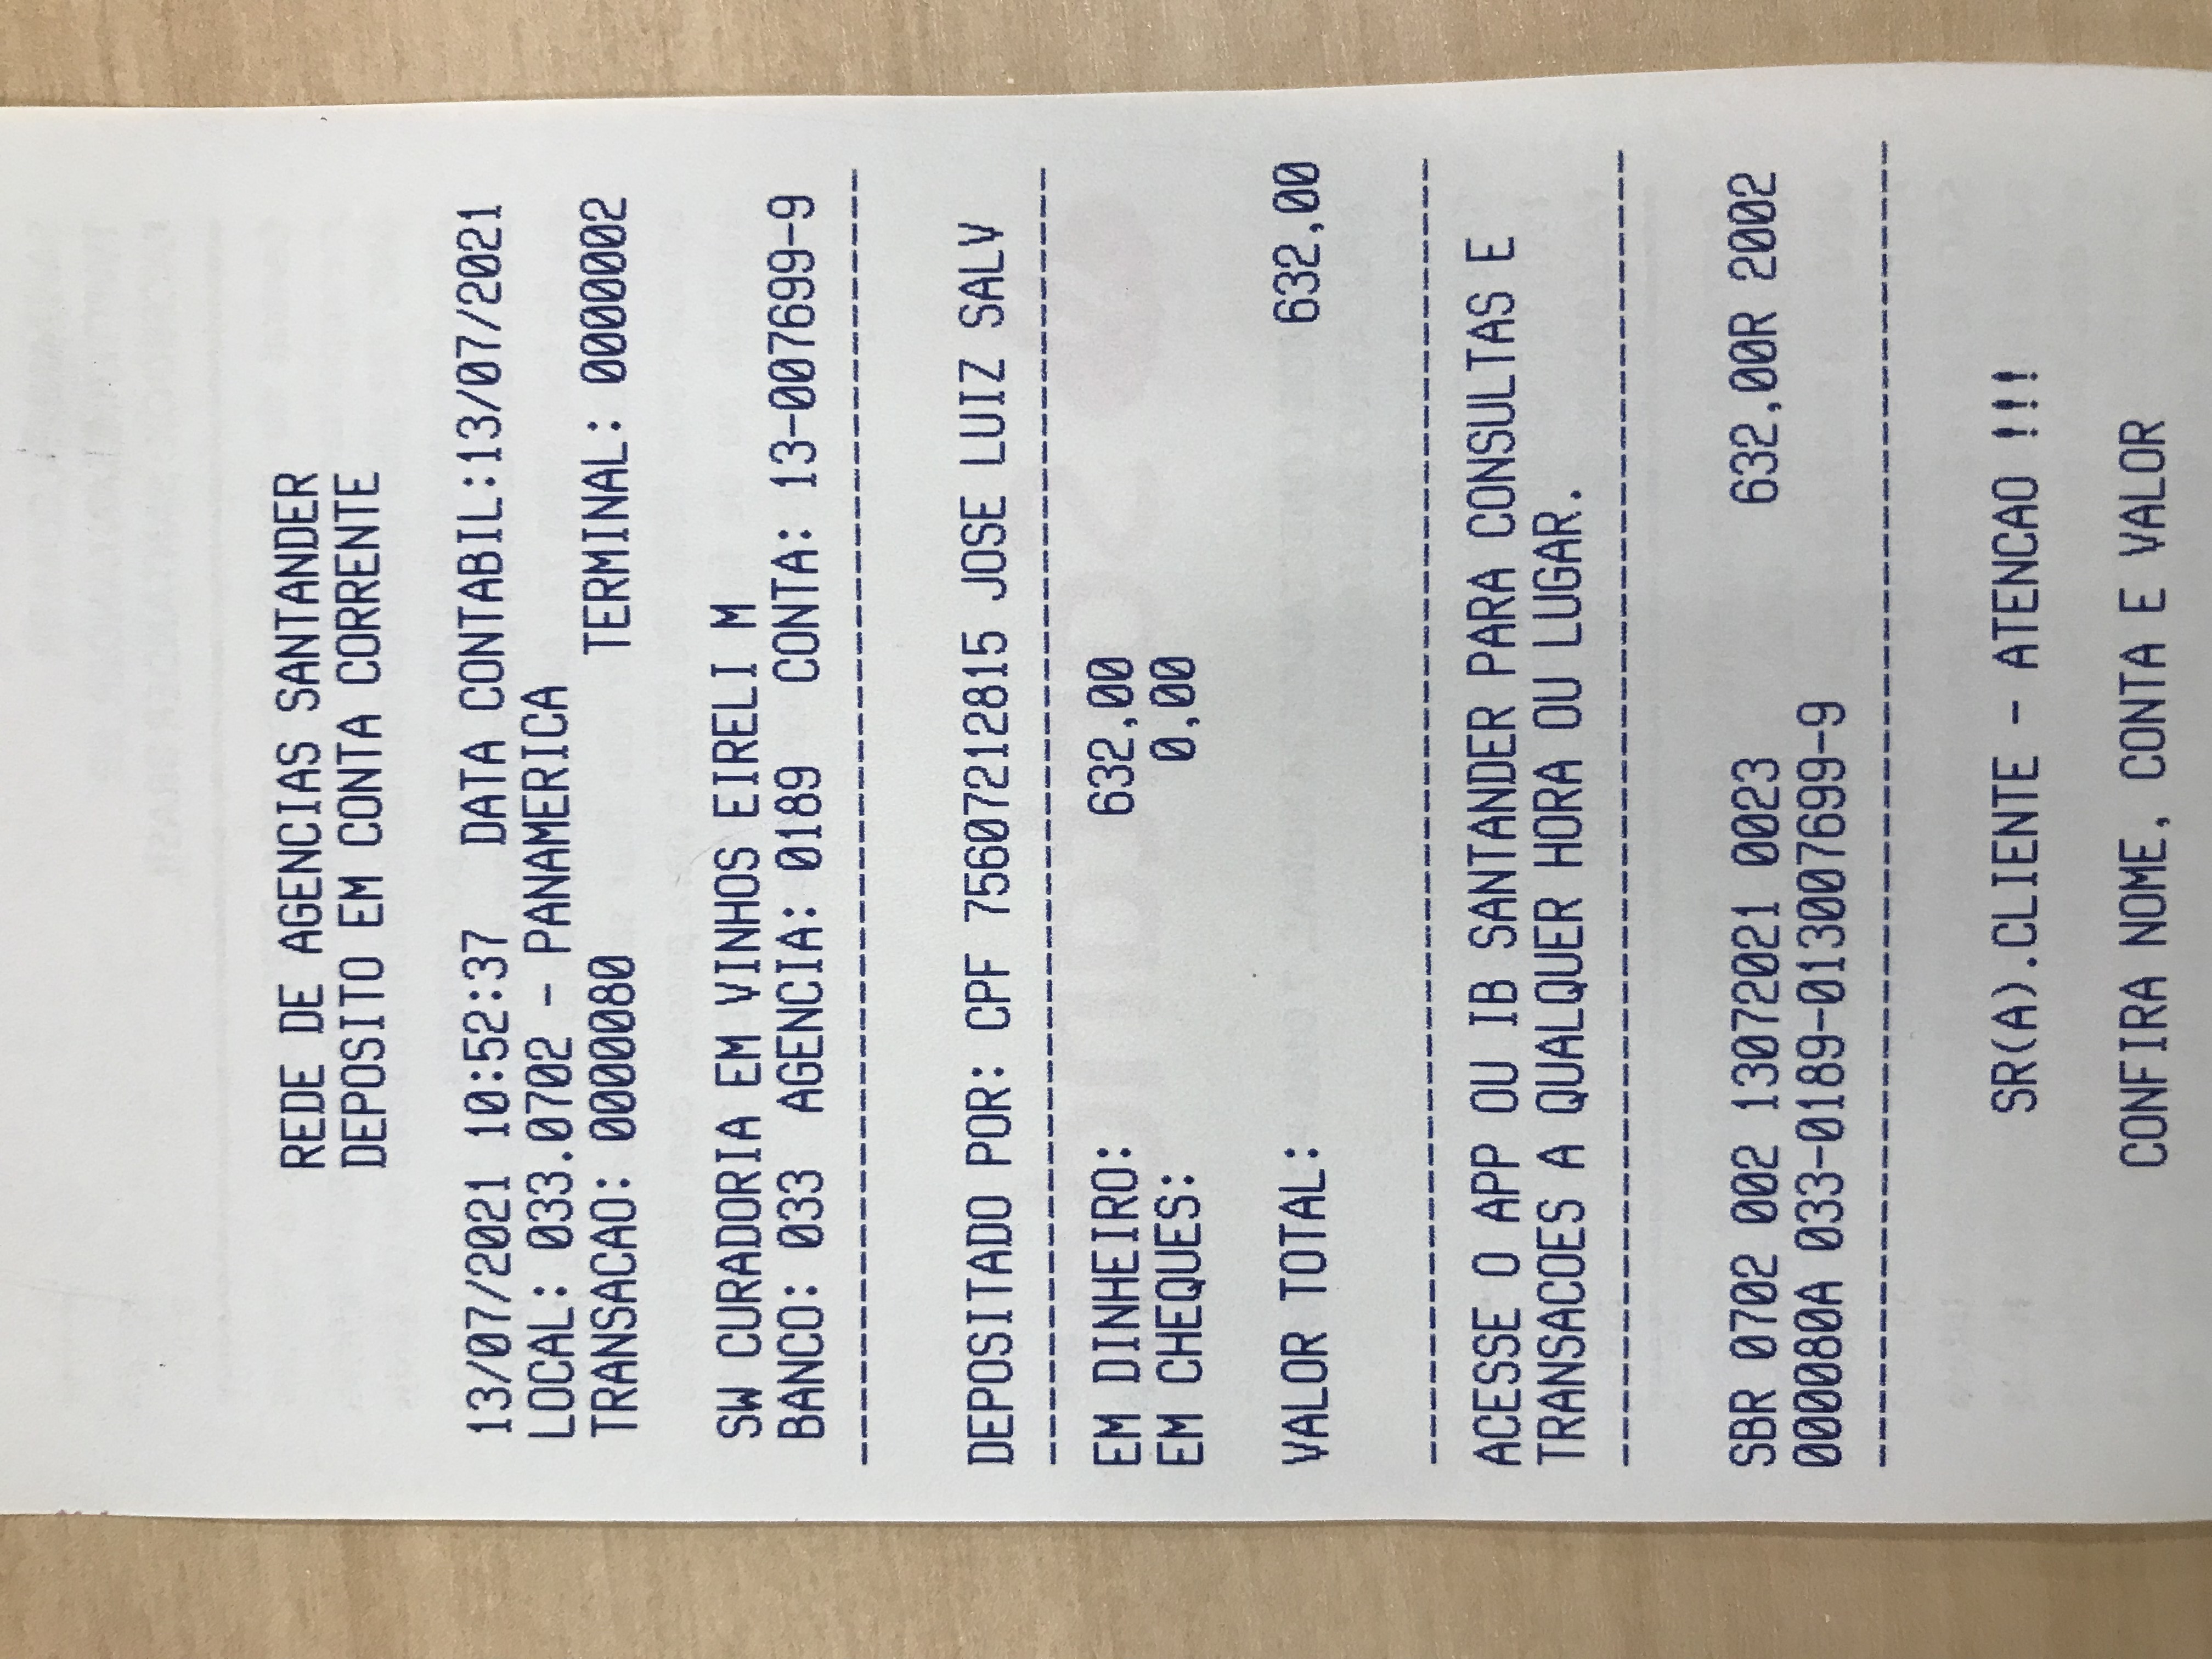 REDE DE AGENCIAS SANTANDER
DEPOSITO EM CONTA CORRENTE
13/07/2021 10:52:37 DATA CONTABIL:13/07/2021
LOCAL: 033.0702 - PANAMERICA
TRANSACAO: 0000080 TERMINAL: 00000002
SW CURADORIA EM VINHOS EIRELI M
BANCO: 033 AGENCIA: 0189 CONTA: 13-007699-9
--------------------------------------------
DEPOSITADO POR: CPF 75607212815 JOSE LUIZ SALV
--------------------------------------------
EM DINHEIRO: 632,00
EM CHEQUES: 0,00
VALOR TOTAL: 632,00
--------------------------------------------
ACESSE O APP OU IB SANTANDER PARA CONSULTAS E
TRANSACOES A QUALQUER HORA OU LUGAR.
--------------------------------------------
SBR 0702 002 13072021 0023 632,00R 2002
000080A 033-0189-013007699-9
--------------------------------------------
SR(A).CLIENTE - ATENCAO !!!!
CONFIRA NOME, CONTA E VALOR